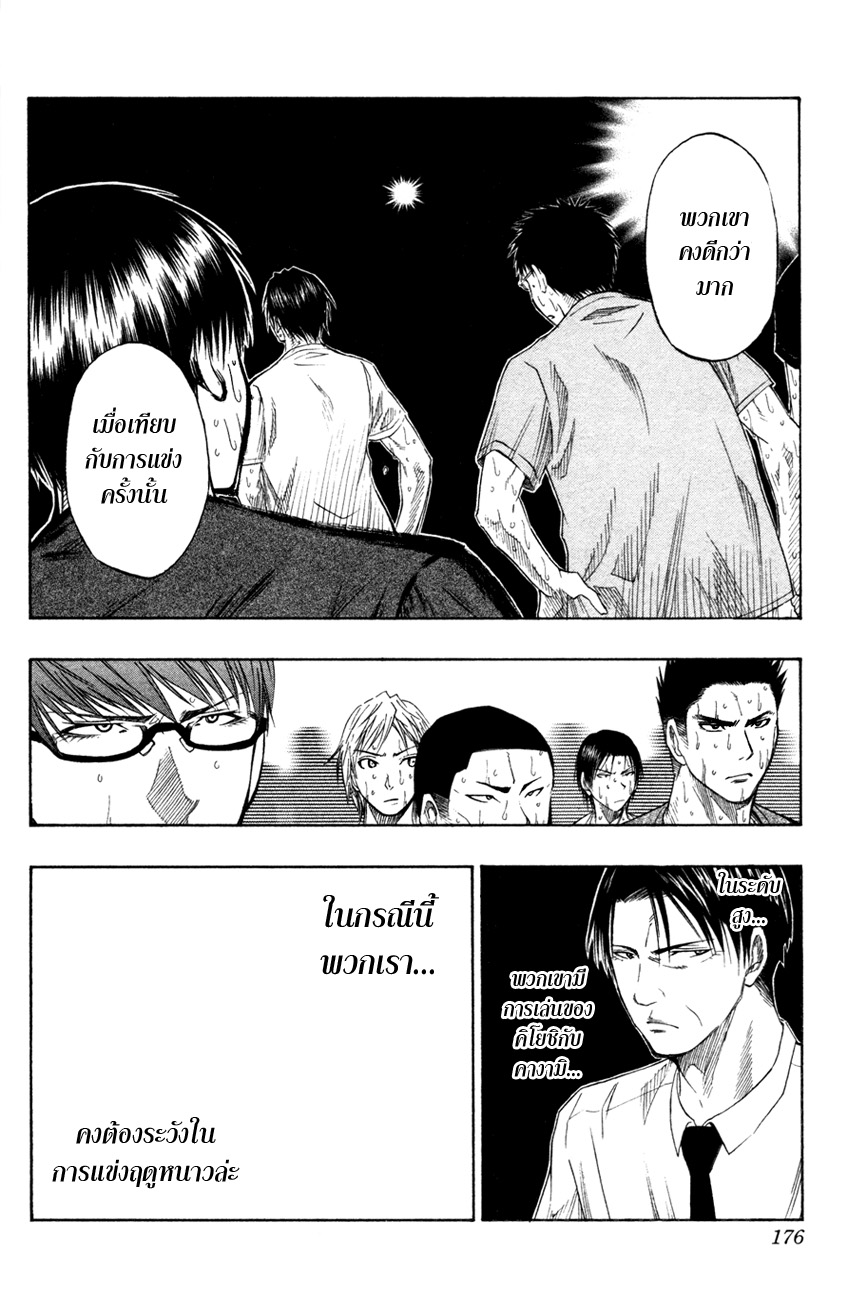 พวกเขา
คงดีกว่า
มาก
เมื่อเทียบ
กับการแข่ง
ครั้งนั้น
ในระดับ
สูง...
พวกเขามี
การเล่นของ
คิโยชิกับ
คางามิ...
ในกรณีนี้
พวกเรา...
คงต้องระวังใน
การแข่งฤดูหนาวล่ะ
176